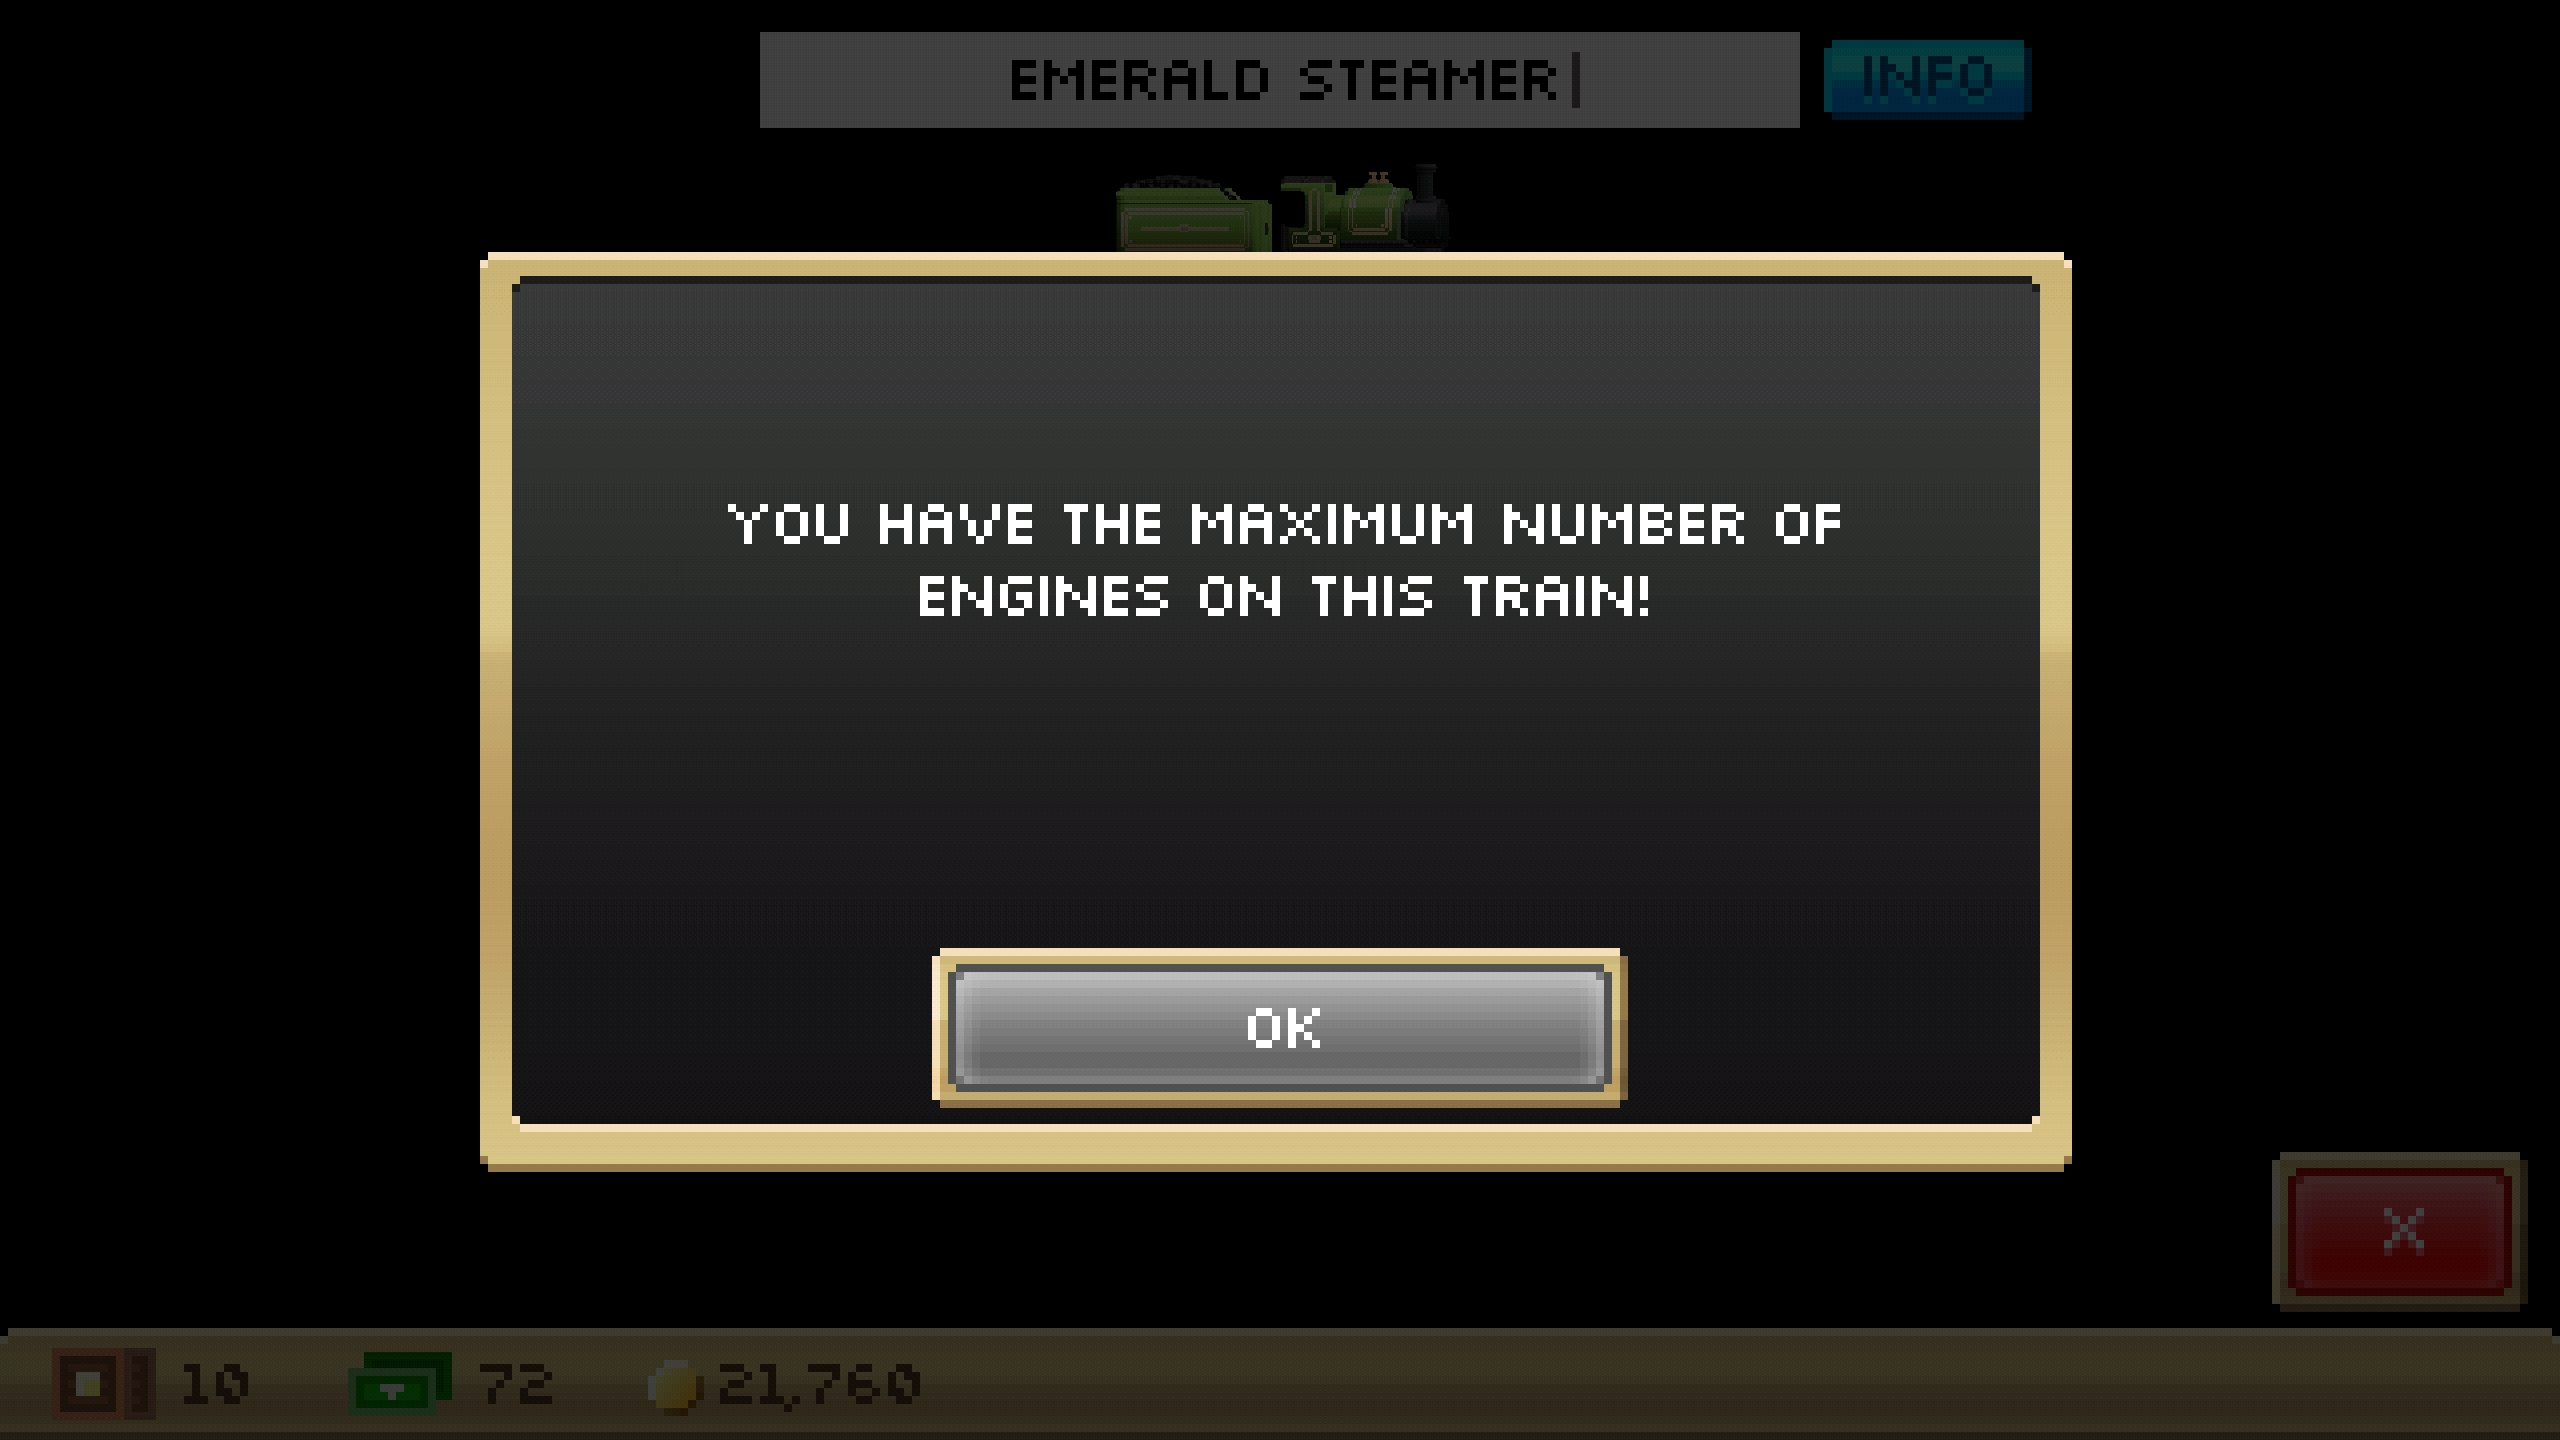 EMERALD STEAMER
INFO
YOU HAVE THE MAXIMUM NUMBER OF
ENGINES ON THIS TRAIN!
OK
X
10 72 21,760